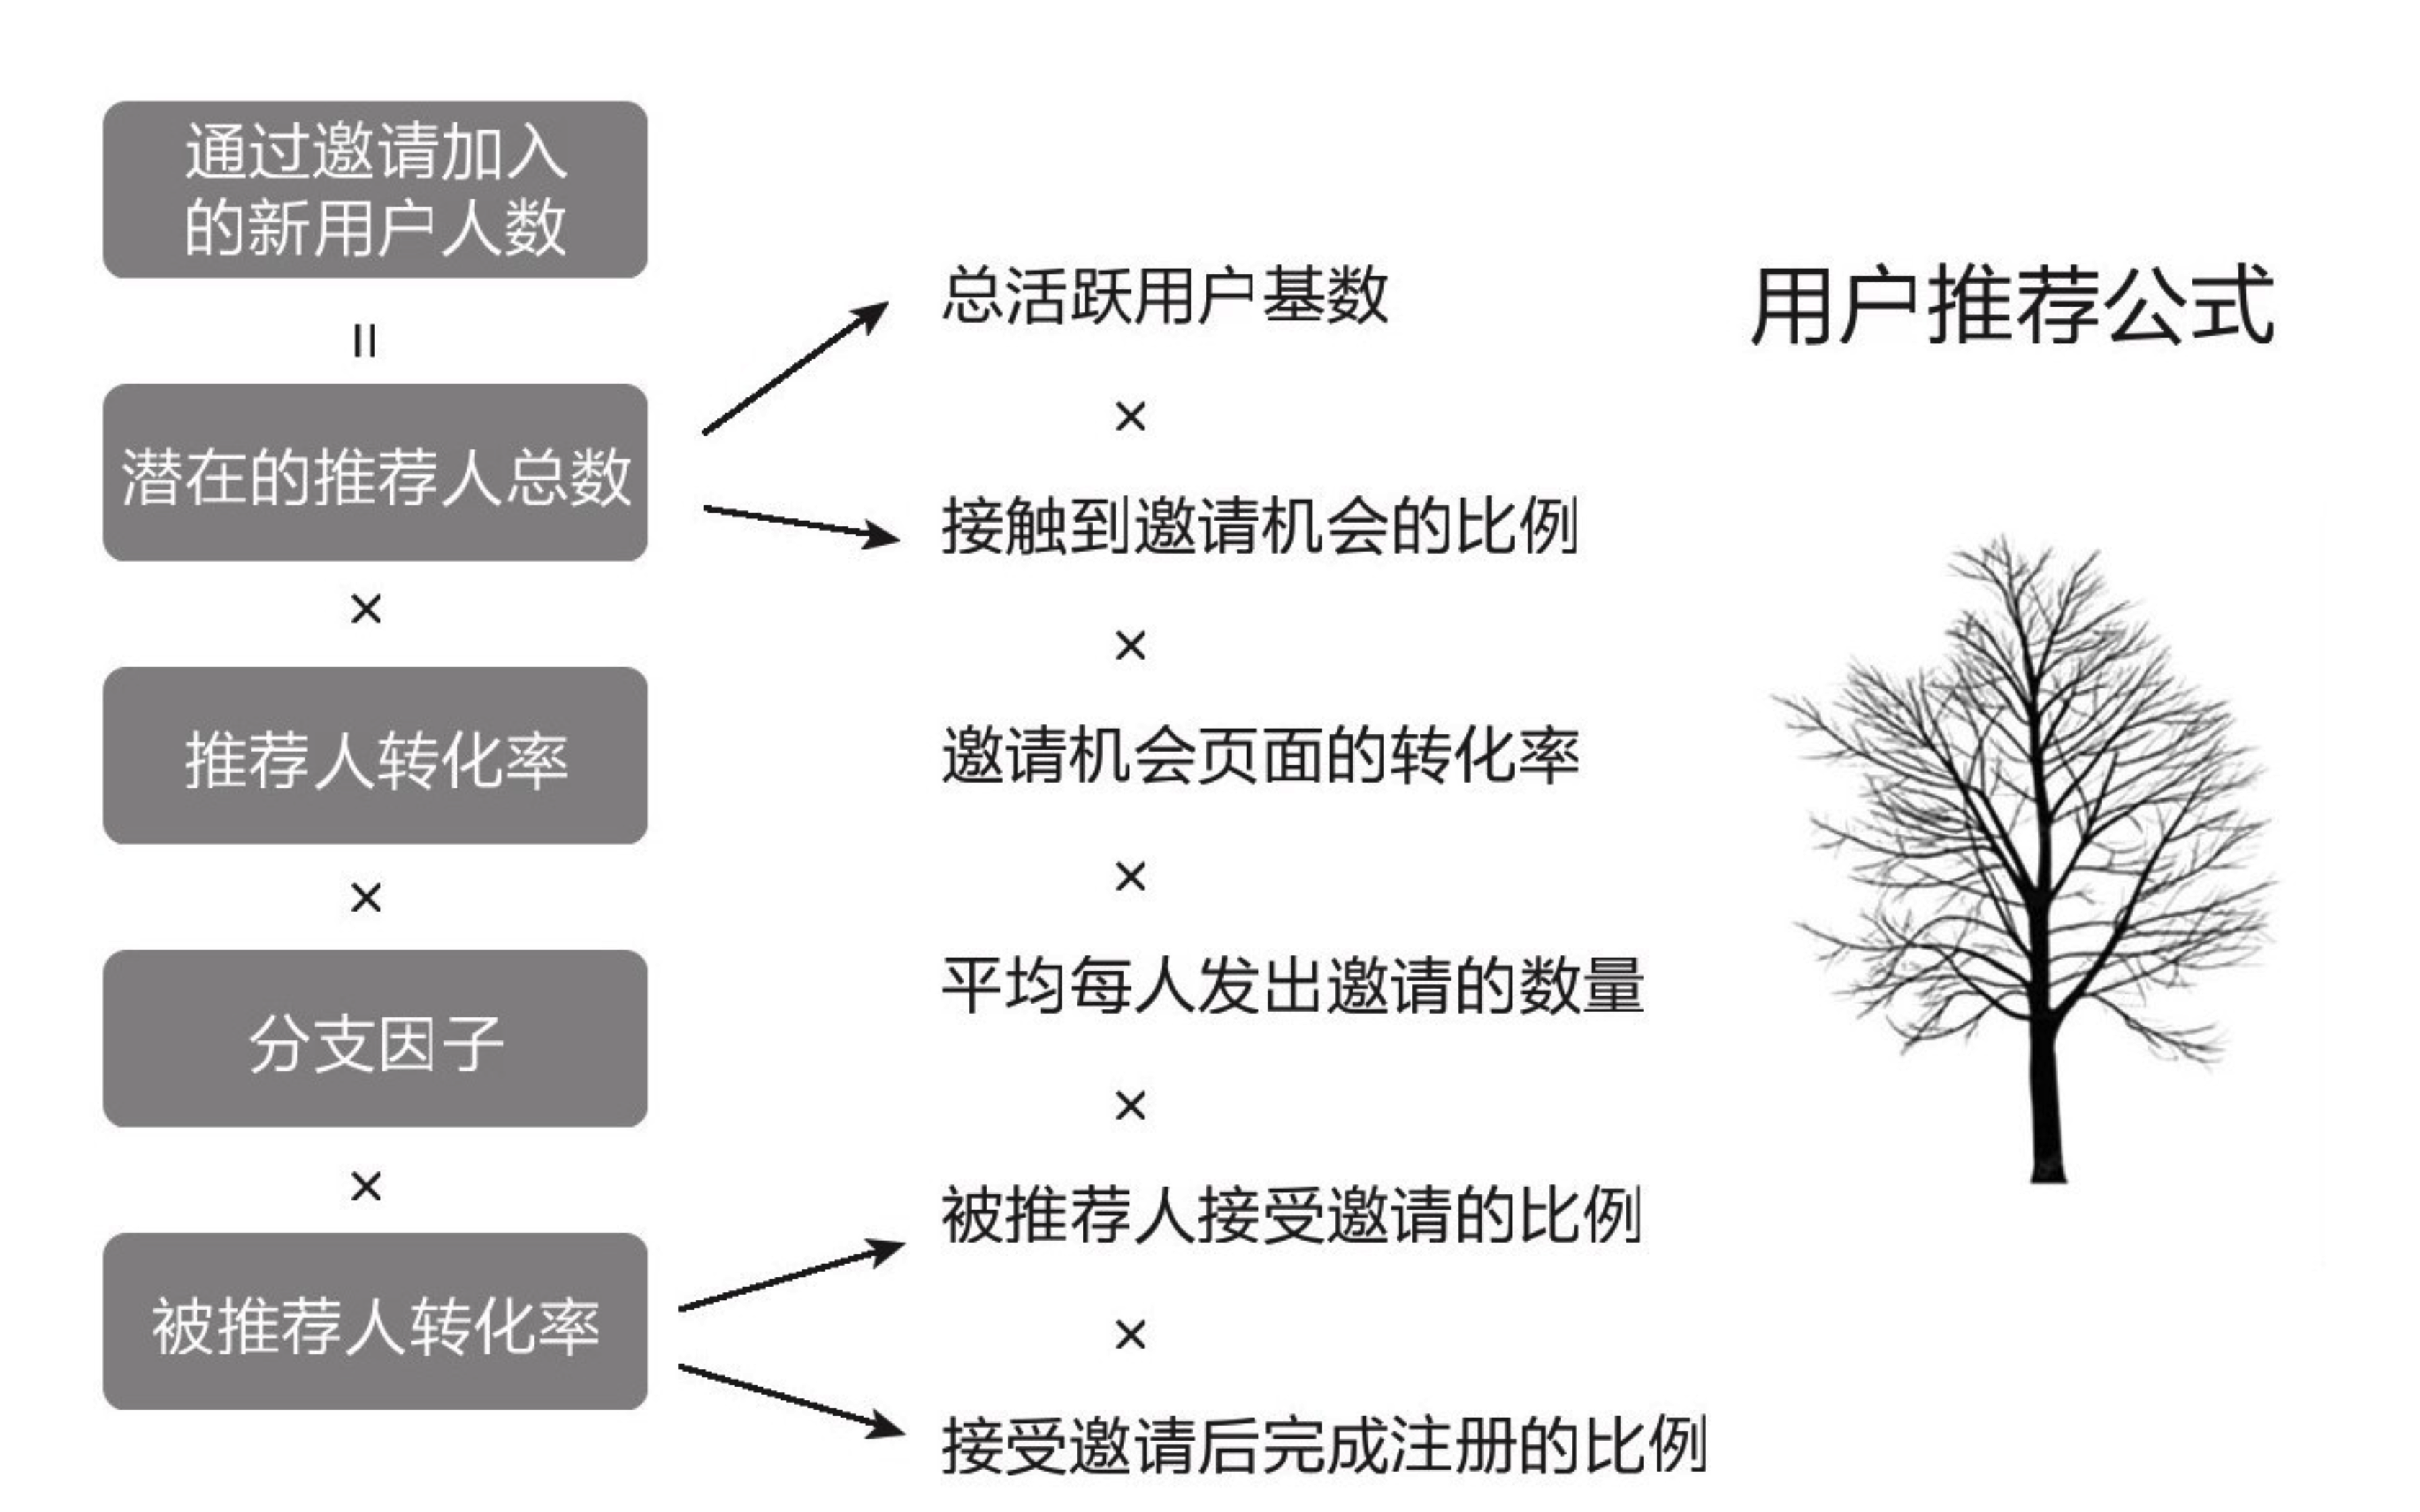 通过邀请加入
的新用户人数
=
潜在的推荐人总数
×
推荐人转化率
×
分支因子
×
被推荐人转化率
总活跃用户基数
×
接触到邀请机会的比例
×
邀请机会页面的转化率
×
平均每人发出邀请的数量
×
被推荐人接受邀请的比例
×
接受邀请后完成注册的比例
用户推荐公式